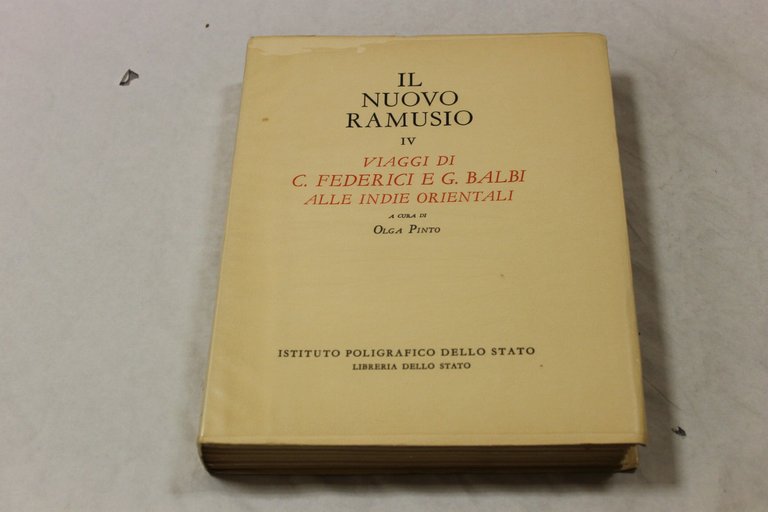 IL
NUOVO
RAMUSIO
IV
VIAGGI DI
C. FEDERICI E G. BALBI
ALLE INDIE ORIENTALI
A CURA DI
OLGA PINTO
ISTITUTO POLIGRAFICO DELLO STATO
LIBRERIA DELLO STATO